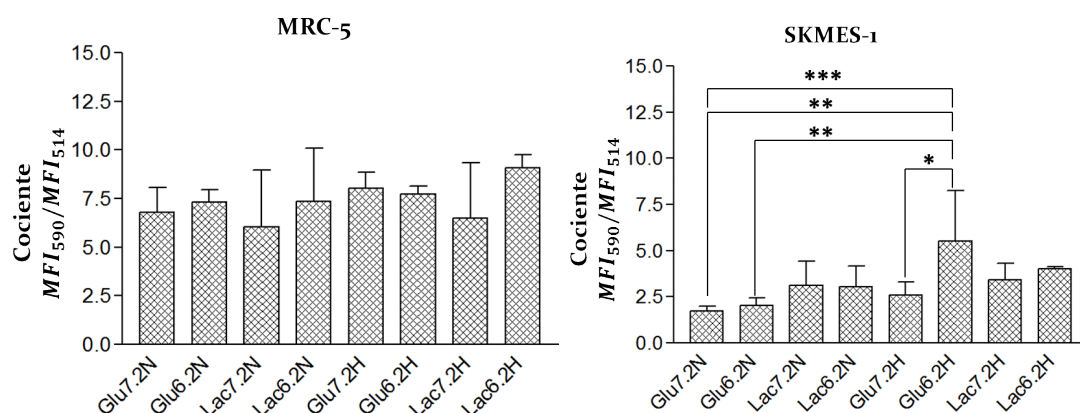 MRC-5
Cociente
MFI590/MFI514
15.0
12.5
10.0
7.5
5.0
2.5
0.0
Glu7.2N
Glu6.2N
Lac7.2N
Lac6.2N
Glu7.2H
Glu6.2H
Lac7.2H
Lac6.2H
SKMES-1
Cociente
MFI590/MFI514
15.0
12.5
10.0
7.5
5.0
2.5
0.0
***
**
**
*
Glu7.2N
Glu6.2N
Lac7.2N
Lac6.2N
Glu7.2H
Glu6.2H
Lac7.2H
Lac6.2H